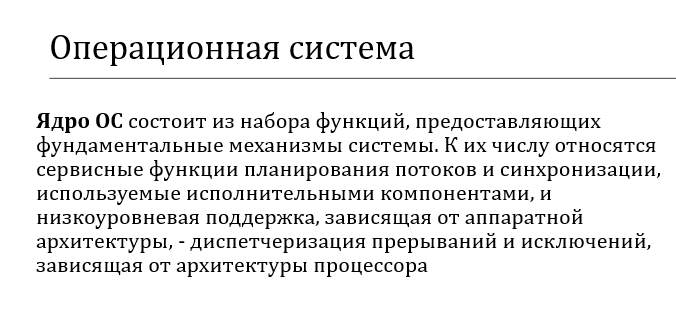 Операционная система
Ядро ОС состоит из набора функций, предоставляющих
фундаментальные механизмы системы. К их числу относятся
сервисные функции планирования потоков и синхронизации,
используемые исполнительными компонентами, и
низкоуровневая поддержка, зависящая от аппаратной
архитектуры, - диспетчеризация прерываний и исключений,
зависящая от архитектуры процессора